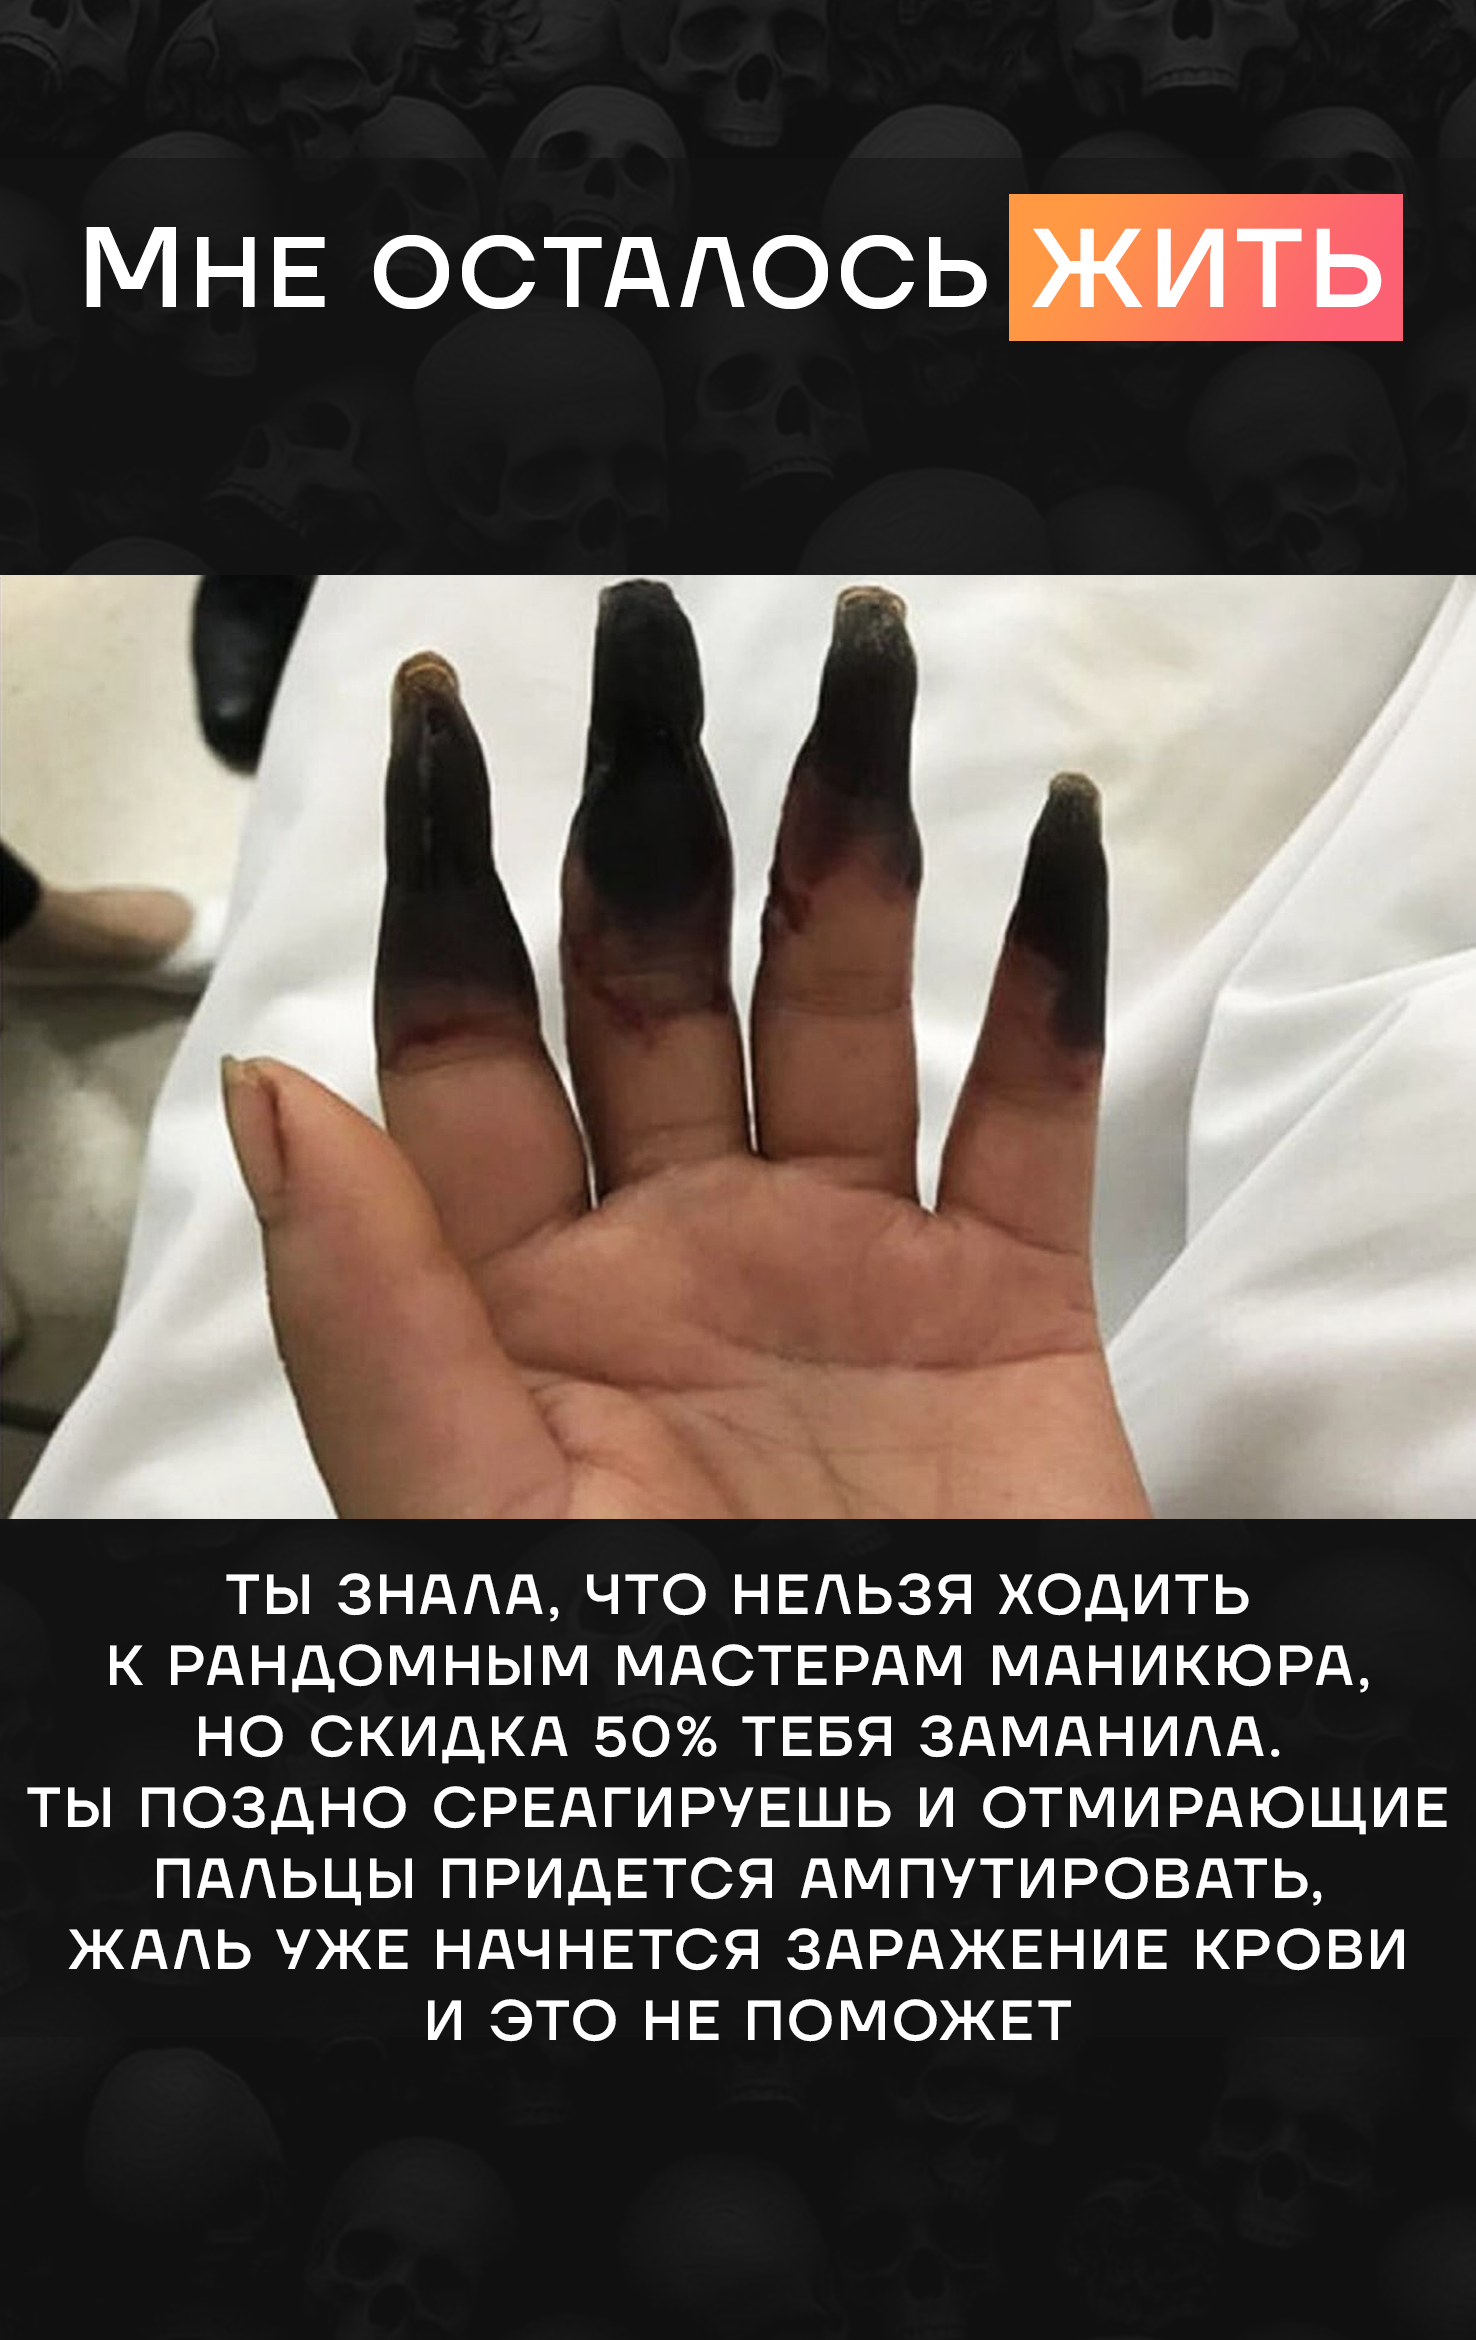 Мне осталось жить
ТЫ ЗНАЛА, ЧТО НЕЛЬЗЯ ХОДИТЬ
К РАНДОМНЫМ МАСТЕРАМ МАНИКЮРА,
НО СКИДКА 50% ТЕБЯ ЗАМАНИЛА.
ТЫ ПОЗДНО СРЕАГИРУЕШЬ И ОТМИРАЮЩИЕ
ПАЛЬЦЫ ПРИДЕТСЯ АМПУТИРОВАТЬ,
ЖАЛЬ УЖЕ НАЧНЕТСЯ ЗАРАЖЕНИЕ КРОВИ
И ЭТО НЕ ПОМОЖЕТ